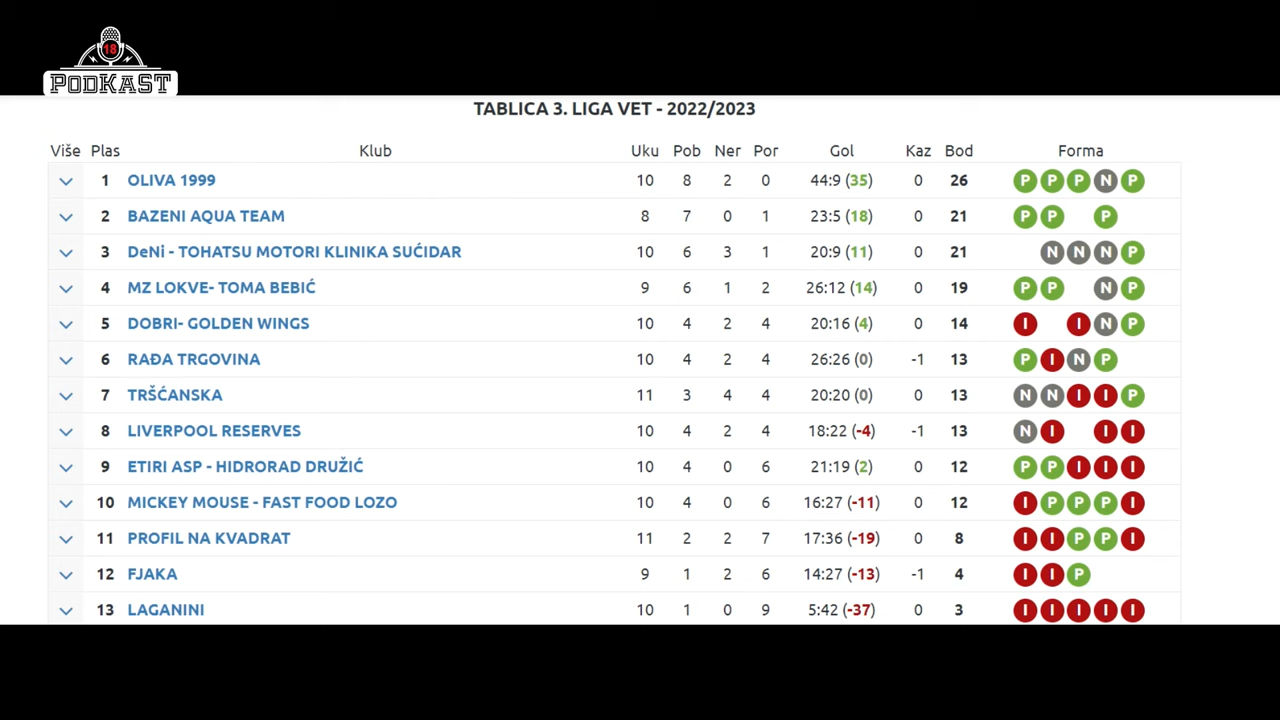 18
PODKAST
TABLICA 3. LIGA VET - 2022/2023
Više Plas Klub Uku Pob Ner Por Gol Kaz Bod Forma
1 OLIVA 1999 10 8 2 0 44:9 (35) 0 26 P P P N P
2 BAZENI AQUA TEAM 8 7 0 1 23:5 (18) 0 21 P P P
3 DeNi - TOHATSU MOTORI KLINIKA SUĆIDAR 10 6 3 1 20:9 (11) 0 21 N N N P
4 MZ LOKVE- TOMA BEBIĆ 9 6 1 2 26:12 (14) 0 19 P P N P
5 DOBRI- GOLDEN WINGS 10 4 2 4 20:16 (4) 0 14 I I N P
6 RAĐA TRGOVINA 10 4 2 4 26:26 (0) -1 13 P I N P
7 TRŠĆANSKA 11 3 4 4 20:20 (0) 0 13 N N I I P
8 LIVERPOOL RESERVES 10 4 2 4 18:22 (-4) -1 13 N I I I
9 ETIRI ASP - HIDRORAD DRUŽIĆ 10 4 0 6 21:19 (2) 0 12 P P I I I
10 MICKEY MOUSE - FAST FOOD LOZO 10 4 0 6 16:27 (-11) 0 12 I P P P I
11 PROFIL NA KVADRAT 11 2 2 7 17:36 (-19) 0 8 I I P P I
12 FJAKA 9 1 2 6 14:27 (-13) -1 4 I I P
13 LAGANINI 10 1 0 9 5:42 (-37) 0 3 I I I I I